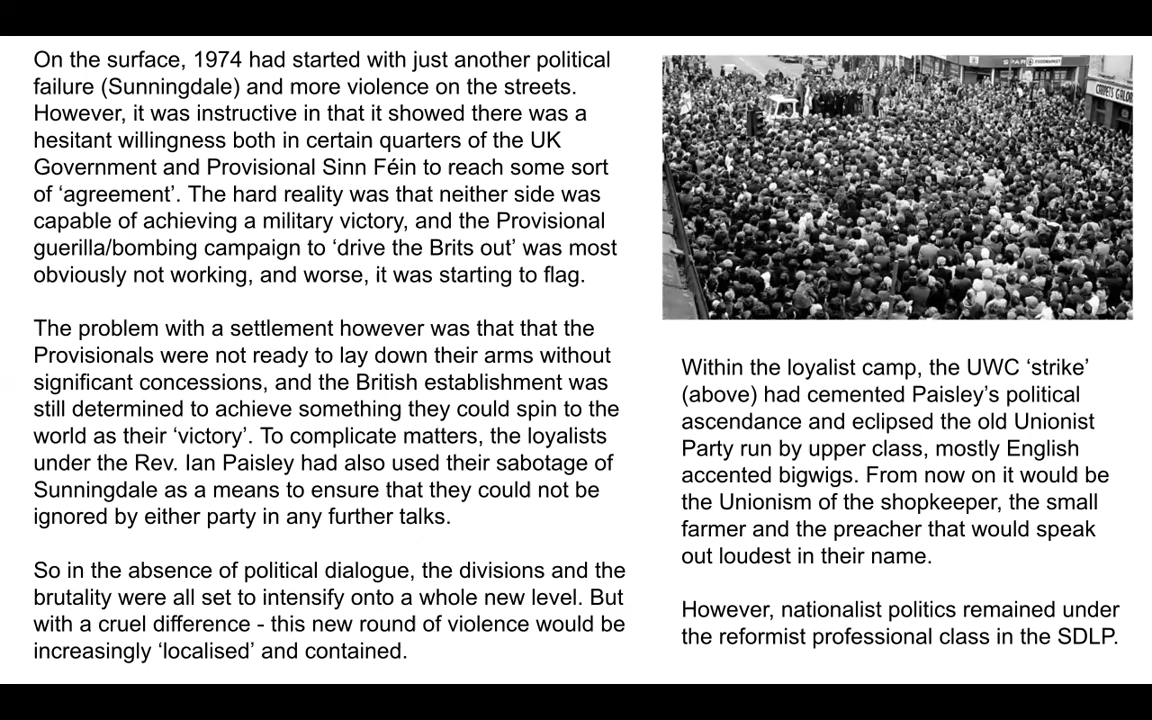 On the surface, 1974 had started with just another political
failure (Sunningdale) and more violence on the streets.
However, it was instructive in that it showed there was a
hesitant willingness both in certain quarters of the UK
Government and Provisional Sinn Féin to reach some sort
of ‘agreement’. The hard reality was that neither side was
capable of achieving a military victory, and the Provisional
guerilla/bombing campaign to ‘drive the Brits out’ was most
obviously not working, and worse, it was starting to flag.
The problem with a settlement however was that that the
Provisionals were not ready to lay down their arms without
significant concessions, and the British establishment was
still determined to achieve something they could spin to the
world as their ‘victory’. To complicate matters, the loyalists
under the Rev. Ian Paisley had also used their sabotage of
Sunningdale as a means to ensure that they could not be
ignored by either party in any further talks.
So in the absence of political dialogue, the divisions and the
brutality were all set to intensify onto a whole new level. But
with a cruel difference - this new round of violence would be
increasingly ‘localised’ and contained.
SPAR FOODMARKET
CARPETS GALOR
Within the loyalist camp, the UWC ‘strike’
(above) had cemented Paisley’s political
ascendance and eclipsed the old Unionist
Party run by upper class, mostly English
accented bigwigs. From now on it would be
the Unionism of the shopkeeper, the small
farmer and the preacher that would speak
out loudest in their name.
However, nationalist politics remained under
the reformist professional class in the SDLP.